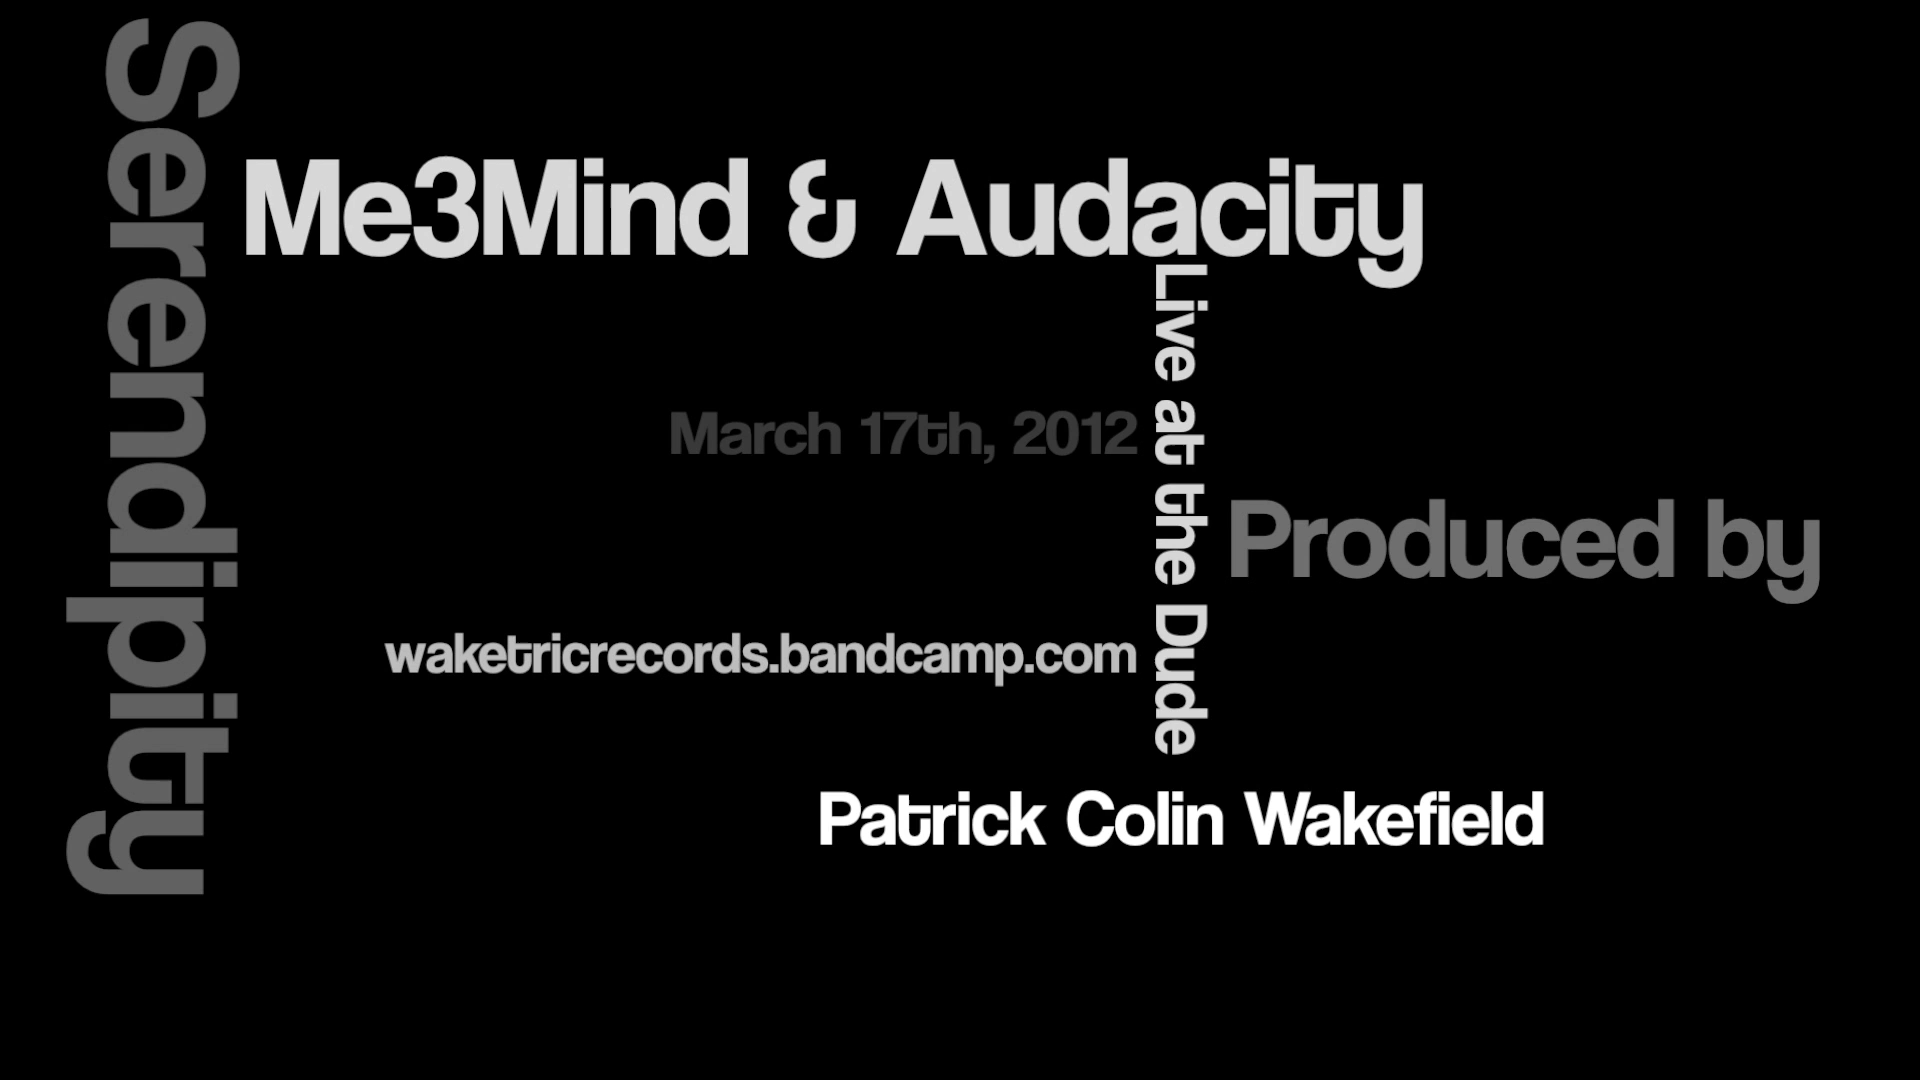 Serendipity
Me3Mind & Audacity
Live at the Dude
March 17th, 2012
Produced by
waketricrecords.bandcamp.com
Patrick Colin Wakefield